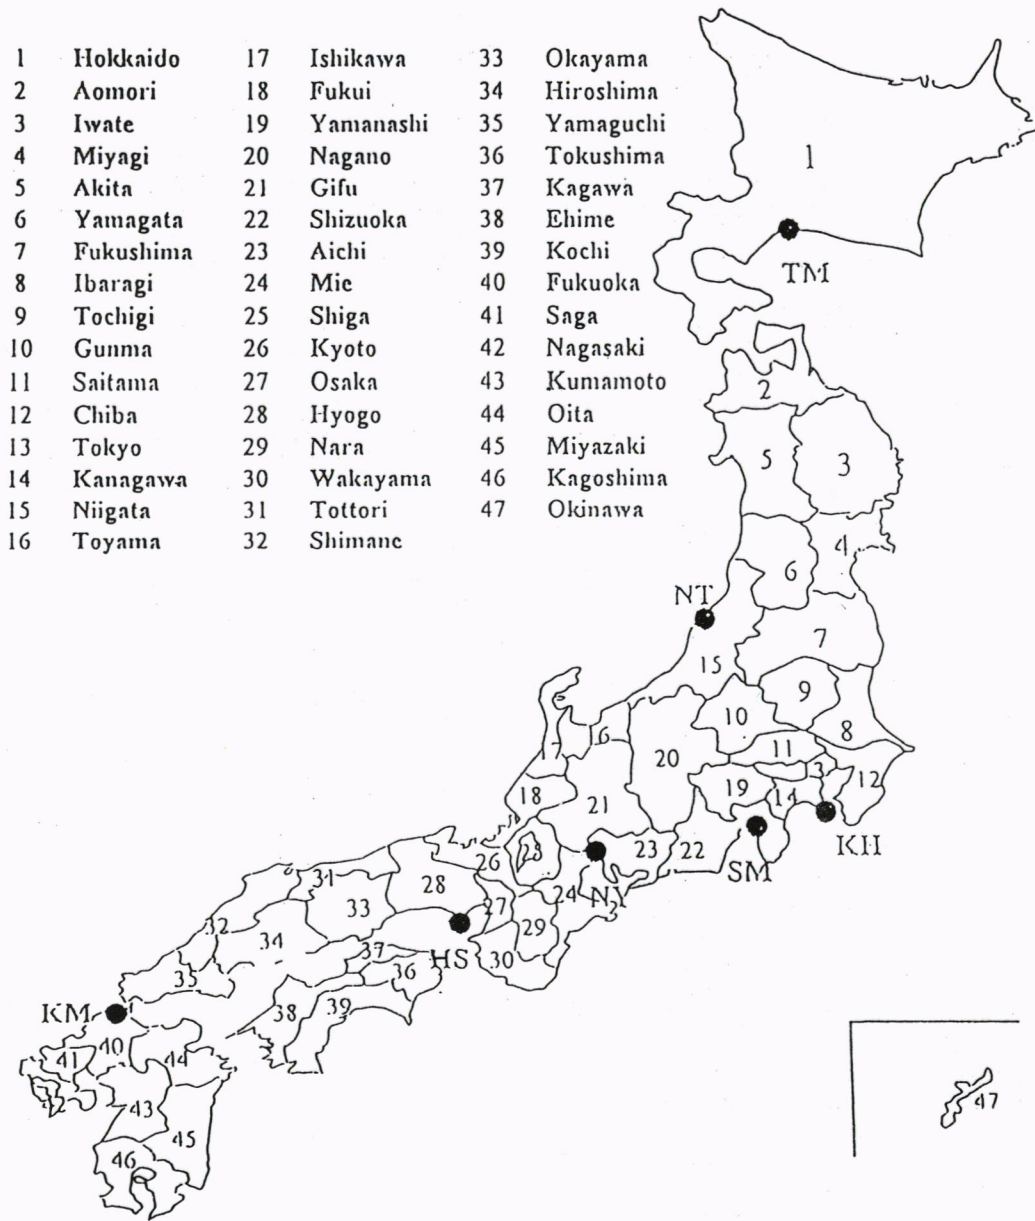 1 Hokkaido 17 Ishikawa 33 Okayama
2 Aomori 18 Fukui 34 Hiroshima
3 Iwate 19 Yamanashi 35 Yamaguchi
4 Miyagi 20 Nagano 36 Tokushima
5 Akita 21 Gifu 37 Kagawa
6 Yamagata 22 Shizuoka 38 Ehime
7 Fukushima 23 Aichi 39 Kochi
8 Ibaragi 24 Mie 40 Fukuoka
9 Tochigi 25 Shiga 41 Saga
10 Gunma 26 Kyoto 42 Nagasaki
11 Saitama 27 Osaka 43 Kumamoto
12 Chiba 28 Hyogo 44 Oita
13 Tokyo 29 Nara 45 Miyazaki
14 Kanagawa 30 Wakayama 46 Kagoshima
15 Niigata 31 Tottori 47 Okinawa
16 Toyama 32 Shimane
1
TM
2
5 3
4
6
NT
7
15
9
10 8
17 6
20 11
3 12
19 14
18 21
KH
23 22 SM
26
31 28 24 NY
33 27
32 34 29
HS
37 30
35 36
38 39
KM
40
41 44
47
43
45
46